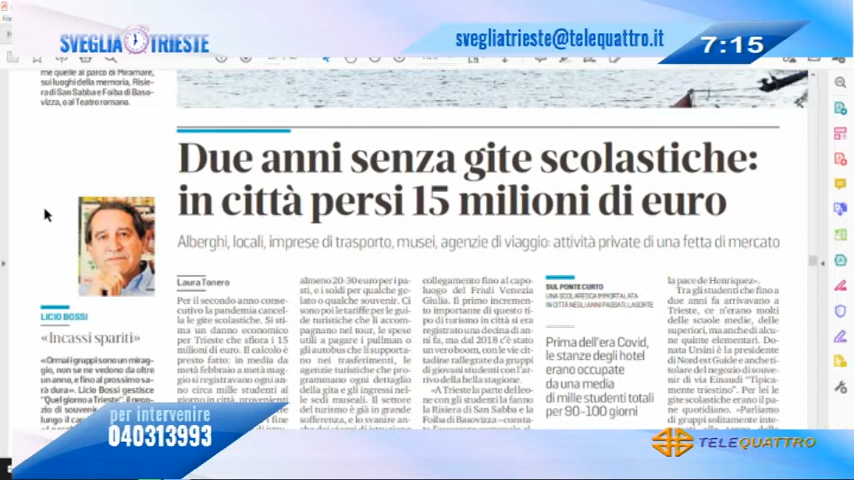 SVEGLIA TRIESTE
svegliatrieste@telequattro.it
7:15
me quelle al parco di Miramare,
sui luoghi della memoria, Risie-
ra di San Sabba e Foiba di Baso-
vizza, o al Teatro romano.
Due anni senza gite scolastiche:
in città persi 15 milioni di euro
Alberghi, locali, imprese di trasporto, musei, agenzie di viaggio: attività private di una fetta di mercato
LICIO BOSSI
«Incassi spariti»
«Ormai i gruppi sono un mirag-
gio, non se ne vedono da oltre
un anno, e fino al prossimo sa-
rà dura». Licio Bossi gestisce
"Quel giorno a Trieste", il nego-
zio di souvenir
lungo il
Laura Tonero
Per il secondo anno conse-
cutivo la pandemia cancel-
la le gite scolastiche. Si sti-
ma un danno economico
per Trieste che sfiora i 15
milioni di euro. Il calcolo è
presto fatto: in media da
metà febbraio a metà mag-
gio si registravano ogni an-
no circa mille studenti al
giorno in città, provenienti
almeno 20-30 euro per i pa-
sti, e i soldi per qualche ge-
lato o qualche souvenir. Ci
sono poi le tariffe per le gui-
de turistiche che li accom-
pagnano nel tour, le spese
utili a pagare i pullman o
gli autobus che li supporta-
no nei trasferimenti, le
agenzie turistiche che pro-
grammano ogni dettaglio
della gita e gli ingressi nel-
le sedi museali. Il settore
del turismo è già in grande
sofferenza, e lo svanire an-
collegamento fino al capo-
luogo del Friuli Venezia
Giulia. Il primo incremen-
to importante di questo ti-
po di turismo in città si era
registrato una decina di an-
ni fa, ma dal 2018 c'è stato
un vero boom, con le vie cit-
tadine rallegrate da gruppi
di giovani studenti con l'ar-
rivo della bella stagione.
«A Trieste la parte del leo-
ne con gli studenti la fanno
la Risiera di San Sabba e la
Foiba di Basovizza – consta-
SUL PONTE CURTO
UNA SCOLARESCA IMMORTALATA
IN CITTÀ NEGLI ANNI PASSATI. LASORTE
Prima dell'era Covid,
le stanze degli hotel
erano occupate
da una media
di mille studenti totali
per 90-100 giorni
la pace de Henriquez».
Tra gli studenti che fino a
due anni fa arrivavano a
Trieste, ce n'erano molti
delle scuole medie, delle
superiori, ma anche di alcu-
ne quinte elementari. Do-
nata Ursini è la presidente
di Nord est Guide e anche ti-
tolare del negozio di souve-
nir di via Einaudi "Tipica-
mente triestino". Per lei le
gite scolastiche erano il pa-
ne quotidiano. «Parliamo
di gruppi solitamente inte-
per intervenire
040313993
TELEQUATTRO